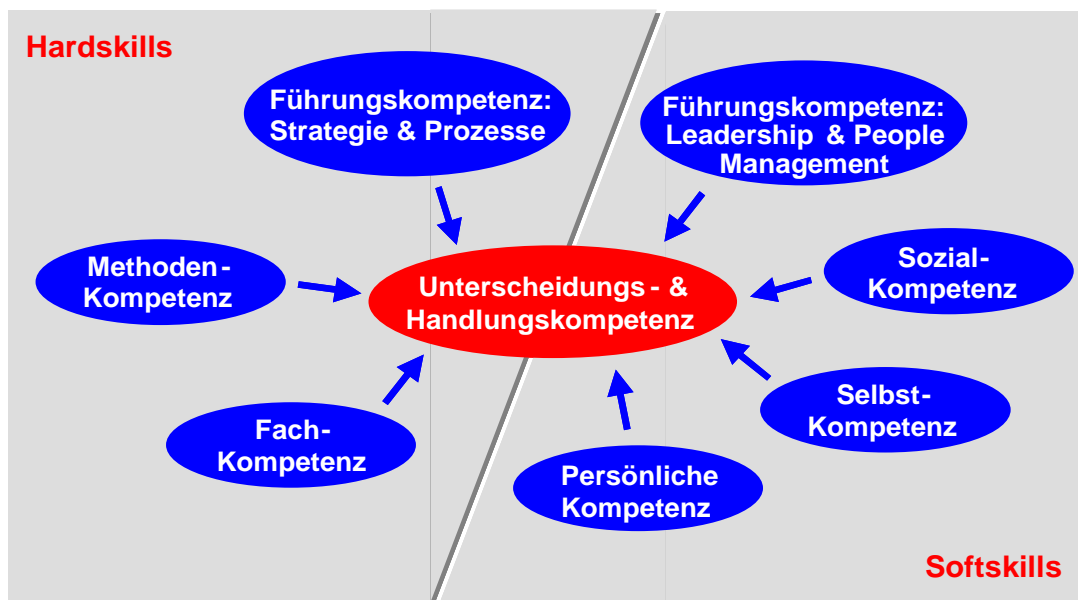 Hardskills
Führungskompetenz:
Strategie & Prozesse
Führungskompetenz:
Leadership & People
Management
Methoden-
Kompetenz
Unterscheidungs- &
Handlungskompetenz
Sozial-
Kompetenz
Fach-
Kompetenz
Persönliche
Kompetenz
Selbst-
Kompetenz
Softskills